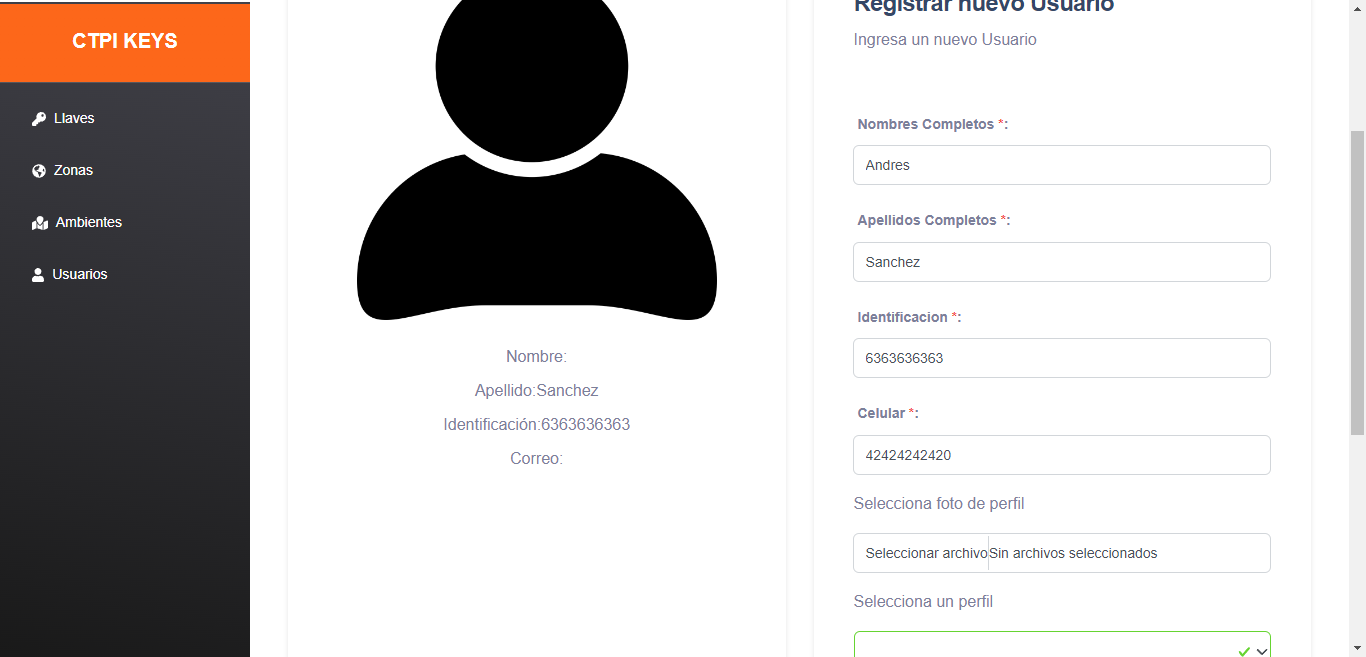 CTPI KEYS
Llaves
Zonas
Ambientes
Usuarios
Nombre:
Apellido:Sanchez
Identificación:6363636363
Correo:
Registrar nuevo Usuario
Ingresa un nuevo Usuario
Nombres Completos *:
Andres
Apellidos Completos *:
Sanchez
Identificacion *:
6363636363
Celular *:
42424242420
Selecciona foto de perfil
Seleccionar archivo Sin archivos seleccionados
Selecciona un perfil